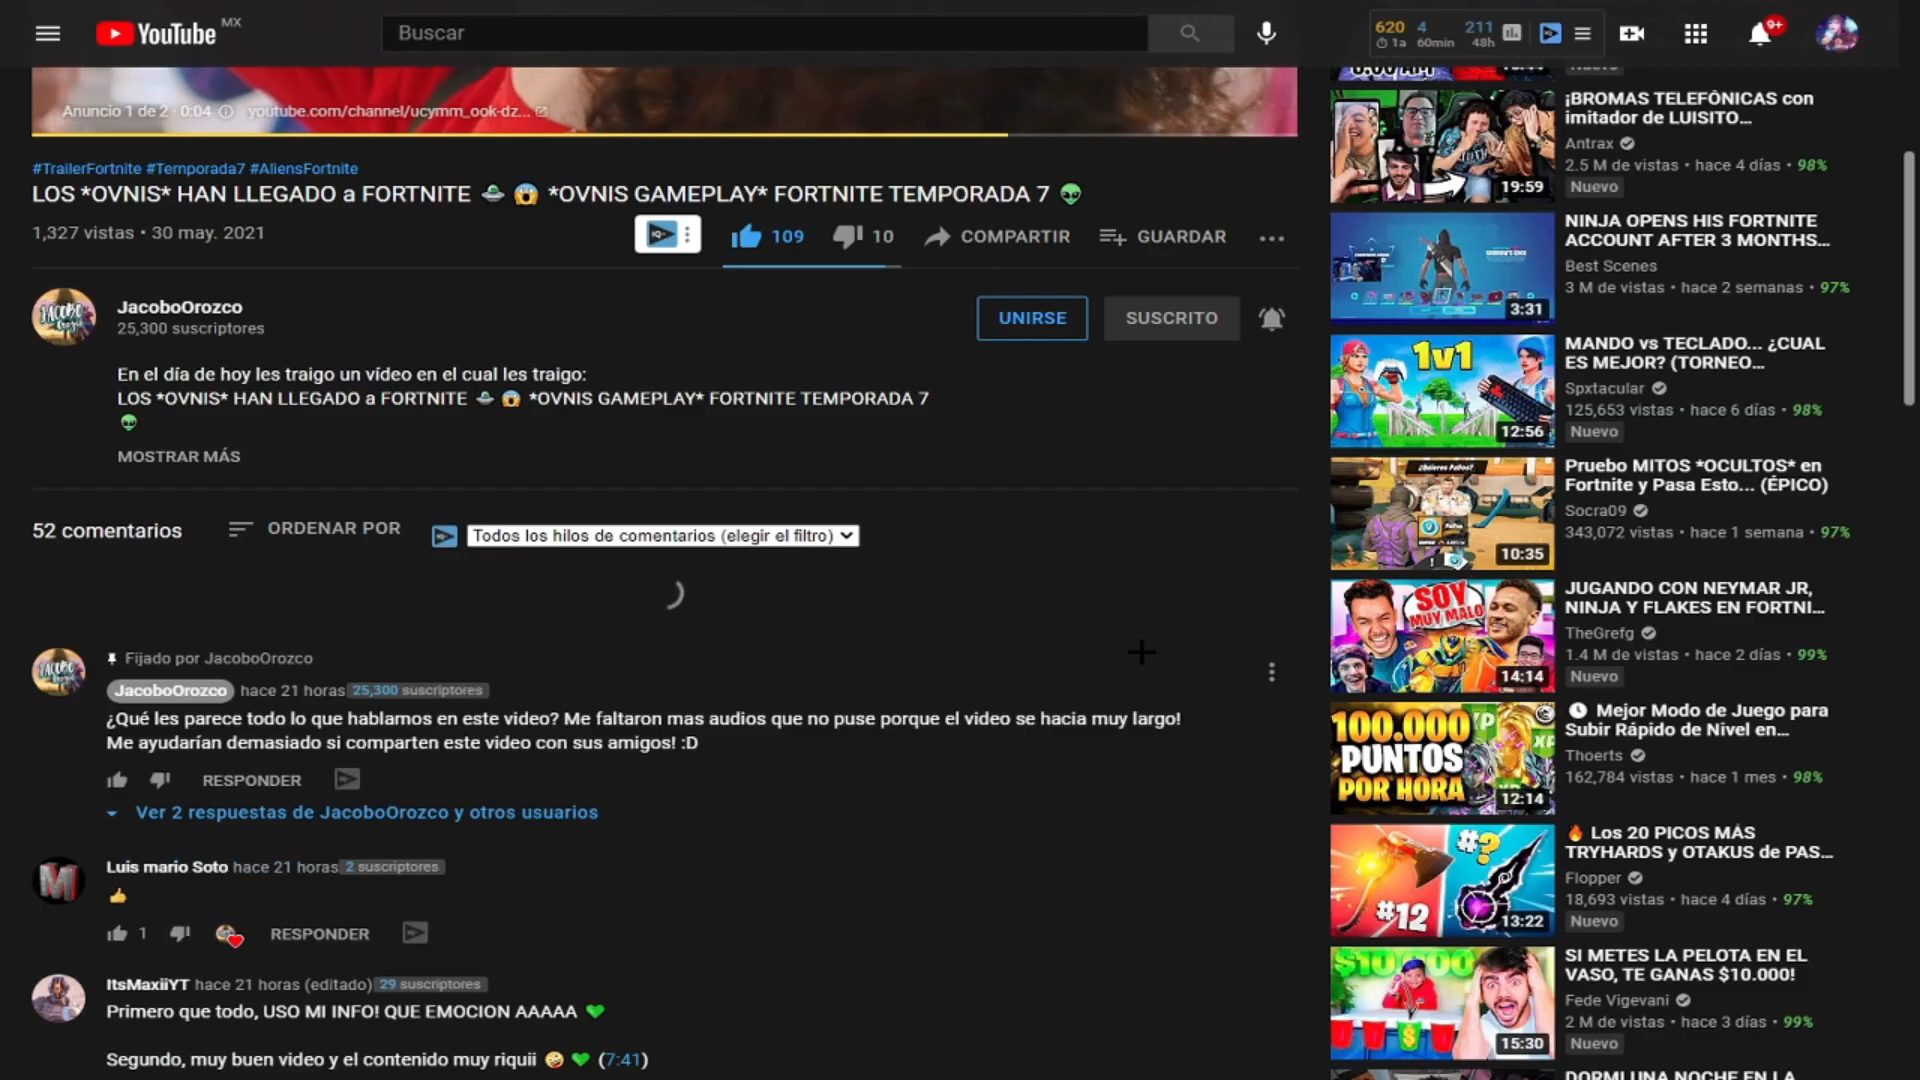 YouTube MX
Buscar
620 4 211
1a 60min 48h
9+
Anuncio 1 de 2 · 0:04 youtube.com/channel/ucymm_ook-dz...
#TrailerFortnite #Temporada7 #AliensFortnite
LOS *OVNIS* HAN LLEGADO a FORTNITE 🛸 😱 *OVNIS GAMEPLAY* FORTNITE TEMPORADA 7 👽
1,327 vistas • 30 may. 2021
109 10 COMPARTIR GUARDAR
JacoboOrozco
25,300 suscriptores
UNIRSE SUSCRITO
En el día de hoy les traigo un vídeo en el cual les traigo:
LOS *OVNIS* HAN LLEGADO a FORTNITE 🛸 😱 *OVNIS GAMEPLAY* FORTNITE TEMPORADA 7
👽
MOSTRAR MÁS
52 comentarios ORDENAR POR Todos los hilos de comentarios (elegir el filtro)
Fijado por JacoboOrozco
JacoboOrozco hace 21 horas 25,300 suscriptores
¿Qué les parece todo lo que hablamos en este video? Me faltaron mas audios que no puse porque el video se hacia muy largo!
Me ayudarían demasiado si comparten este video con sus amigos! :D
RESPONDER
Ver 2 respuestas de JacoboOrozco y otros usuarios
Luis mario Soto hace 21 horas 2 suscriptores
👍
1 RESPONDER
ItsMaxiiYT hace 21 horas (editado) 29 suscriptores
Primero que todo, USO MI INFO! QUE EMOCION AAAAA 💚
Segundo, muy buen video y el contenido muy riquii 🤪 💚 (7:41)
¡BROMAS TELEFÓNICAS con
imitador de LUISITO...
Antrax
2.5 M de vistas • hace 4 días • 98%
Nuevo
19:59
NINJA OPENS HIS FORTNITE
ACCOUNT AFTER 3 MONTHS...
Best Scenes
3 M de vistas • hace 2 semanas • 97%
3:31
MANDO vs TECLADO... ¿CUAL
ES MEJOR? (TORNEO...
Spxtacular
125,653 vistas • hace 6 días • 98%
Nuevo
1v1
12:56
Pruebo MITOS *OCULTOS* en
Fortnite y Pasa Esto... (ÉPICO)
Socra09
343,072 vistas • hace 1 semana • 97%
10:35
JUGANDO CON NEYMAR JR,
NINJA Y FLAKES EN FORTNI...
TheGrefg
1.4 M de vistas • hace 2 días • 99%
Nuevo
SOY
MUY MALO
14:14
🕓 Mejor Modo de Juego para
Subir Rápido de Nivel en...
Thoerts
162,784 vistas • hace 1 mes • 98%
100.000
PUNTOS
POR HORA
XP
12:14
🔥 Los 20 PICOS MÁS
TRYHARDS y OTAKUS de PAS...
Flopper
18,693 vistas • hace 4 días • 97%
Nuevo
#?
#12
13:22
SI METES LA PELOTA EN EL
VASO, TE GANAS $10.000!
Fede Vigevani
2 M de vistas • hace 3 días • 99%
Nuevo
15:30
DORMI UNA NOCHE EN LA